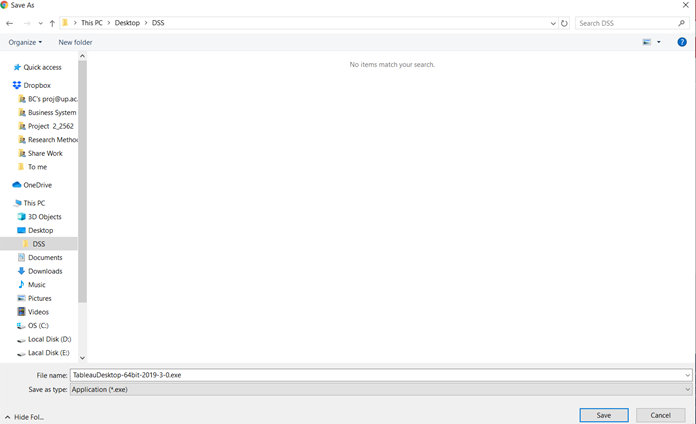 Save As
This PC
Desktop
DSS
Search DSS
Organize
New folder
?
No items match your search.
Quick access
Dropbox
BC's proj@up.ac.
Business System
Project 2_2562
Research Method
Share Work
To me
OneDrive
This PC
3D Objects
Desktop
DSS
Documents
Downloads
Music
Pictures
Videos
OS (C:)
Local Disk (D:)
Lacal Disk (E:)
File name: TableauDesktop-64bit-2019-3-0.exe
Save as type: Application (*.exe)
Hide Fol...
Save
Cancel